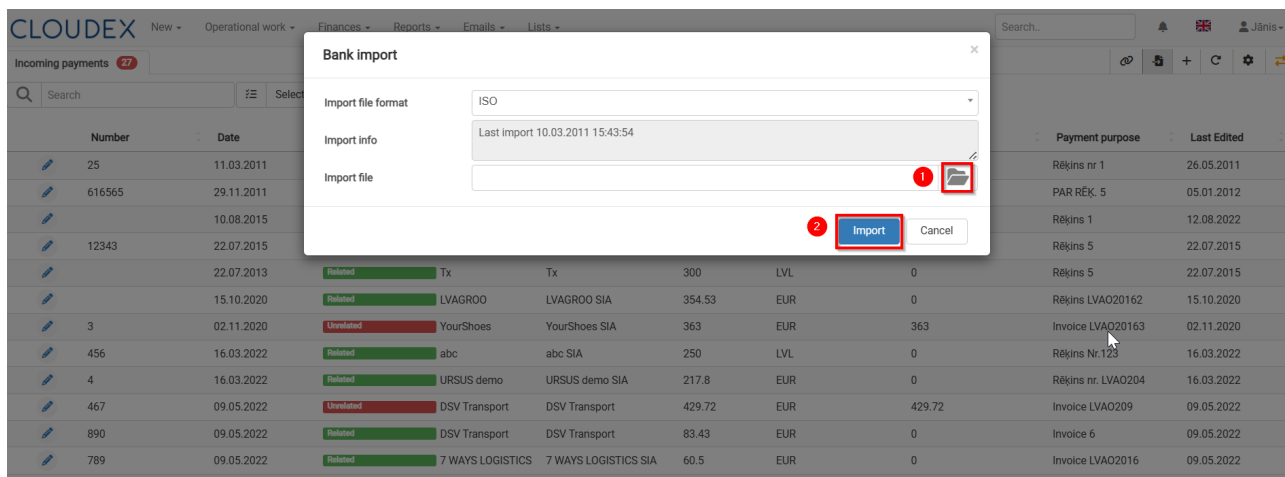 CLOUDEX New Operational work Finances Reports Emails Lists Search.. Jānis
Incoming payments 27
Bank import ×
Search Select
Import file format ISO
Import info Last import 10.03.2011 15:43:54
Import file 1
2 Import Cancel
Number Date Payment purpose Last Edited
25 11.03.2011 Rēķins nr 1 26.05.2011
616565 29.11.2011 PAR RĒĶ. 5 05.01.2012
10.08.2015 Rēķins 1 12.08.2022
12343 22.07.2015 Rēķins 5 22.07.2015
22.07.2013 Related Tx Tx 300 LVL 0 Rēķins 5 22.07.2015
15.10.2020 Related LVAGROO LVAGROO SIA 354.53 EUR 0 Rēķins LVAO20162 15.10.2020
3 02.11.2020 Unrelated YourShoes YourShoes SIA 363 EUR 363 Invoice LVAO20163 02.11.2020
456 16.03.2022 Related abc abc SIA 250 LVL 0 Rēķins Nr.123 16.03.2022
4 16.03.2022 Related URSUS demo URSUS demo SIA 217.8 EUR 0 Rēķins nr. LVAO204 16.03.2022
467 09.05.2022 Unrelated DSV Transport DSV Transport 429.72 EUR 429.72 Invoice LVAO209 09.05.2022
890 09.05.2022 Related DSV Transport DSV Transport 83.43 EUR 0 Invoice 6 09.05.2022
789 09.05.2022 Related 7 WAYS LOGISTICS 7 WAYS LOGISTICS SIA 60.5 EUR 0 Invoice LVAO2016 09.05.2022